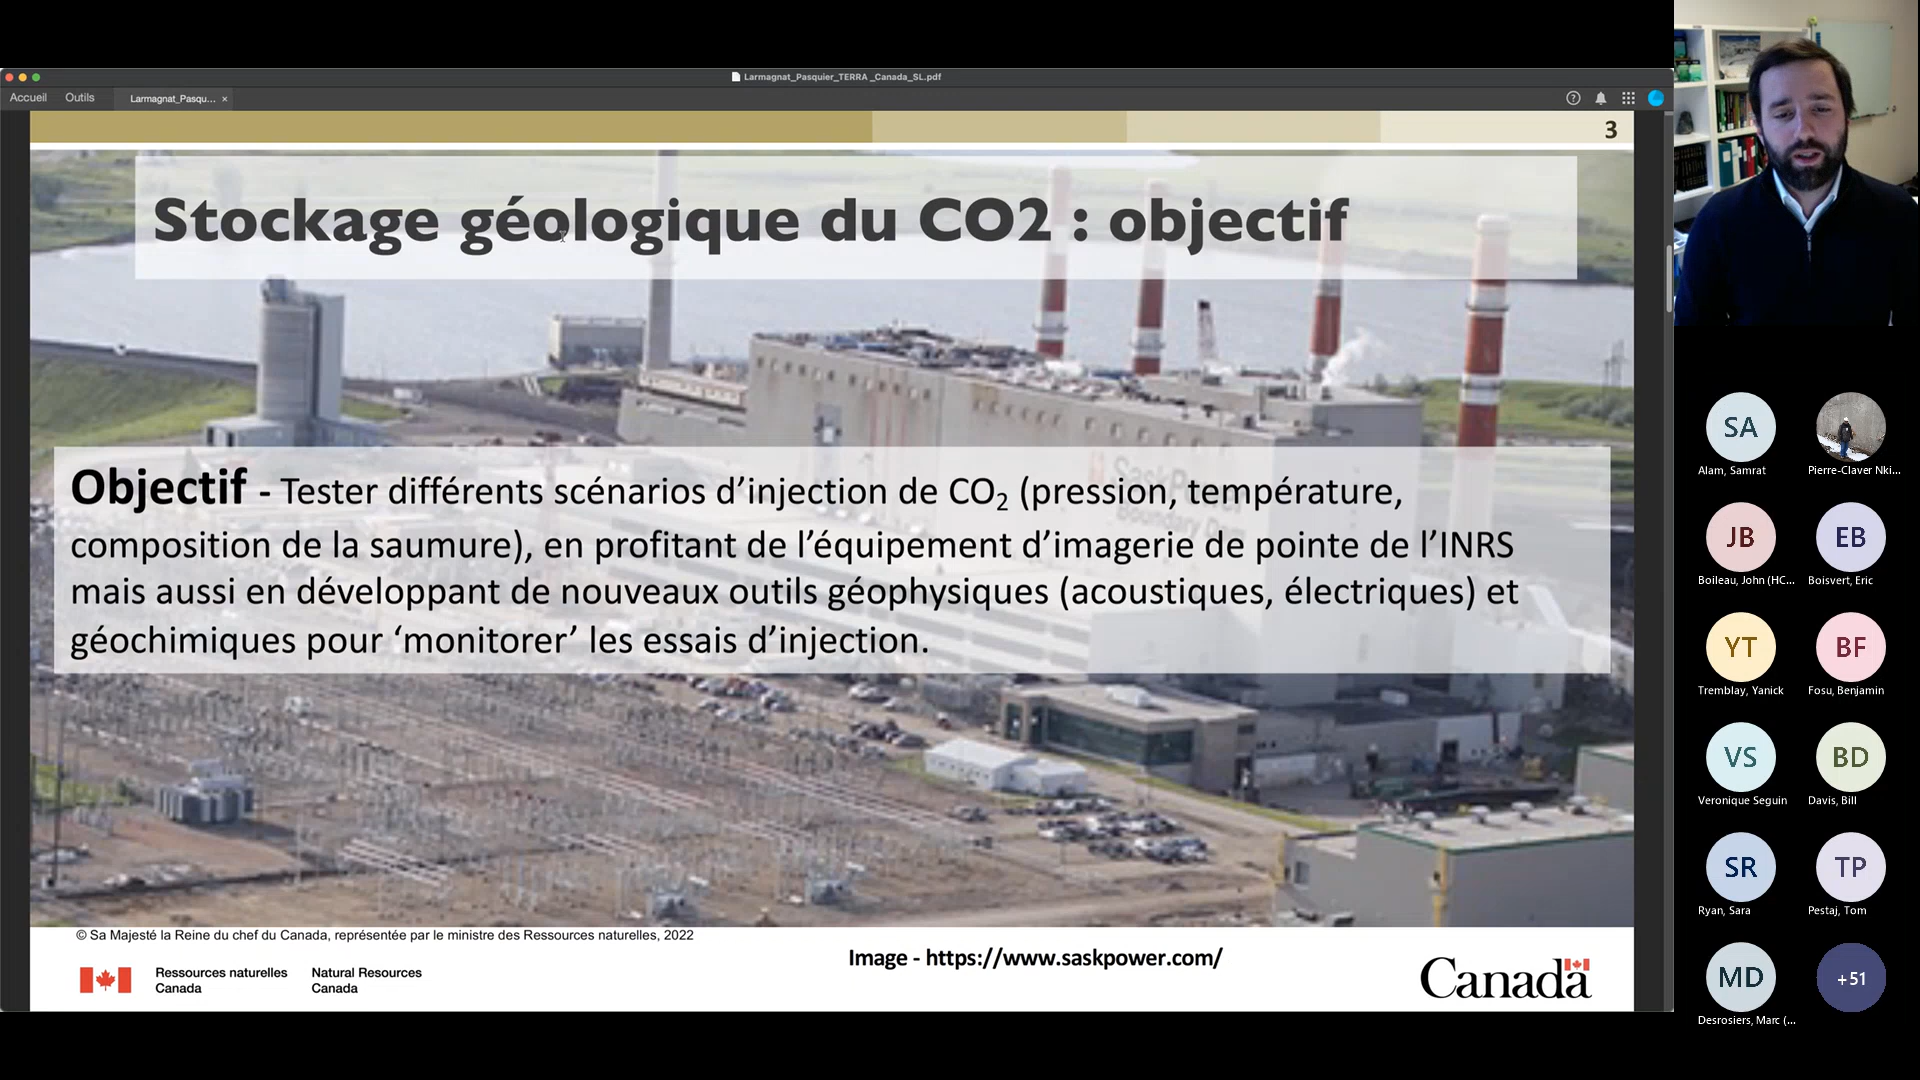 Larmagnat_Pasquier_TERRA _Canada_SL.pdf
Accueil Outils Larmagnat_Pasqu... ×
3
Stockage géologique du CO2 : objectif
Objectif - Tester différents scénarios d’injection de CO₂ (pression, température,
composition de la saumure), en profitant de l’équipement d’imagerie de pointe de l’INRS
mais aussi en développant de nouveaux outils géophysiques (acoustiques, électriques) et
géochimiques pour ‘monitorer’ les essais d’injection.
© Sa Majesté la Reine du chef du Canada, représentée par le ministre des Ressources naturelles, 2022
Image - https://www.saskpower.com/
Ressources naturelles
Canada
Natural Resources
Canada
Canada
SA
Alam, Samrat
Pierre-Claver Nki...
JB
Boileau, John (HC...
EB
Boisvert, Eric
YT
Tremblay, Yanick
BF
Fosu, Benjamin
VS
Veronique Seguin
BD
Davis, Bill
SR
Ryan, Sara
TP
Pestaj, Tom
MD
Desrosiers, Marc (...
+51